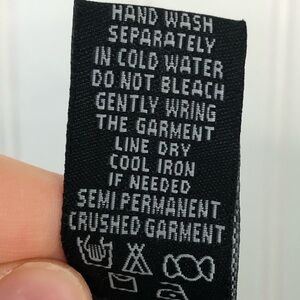 HAND WASH
SEPARATELY
IN COLD WATER
DO NOT BLEACH
GENTLY WRING
THE GARMENT
LINE DRY
COOL IRON
IF NEEDED
SEMI PERMANENT
CRUSHED GARMENT